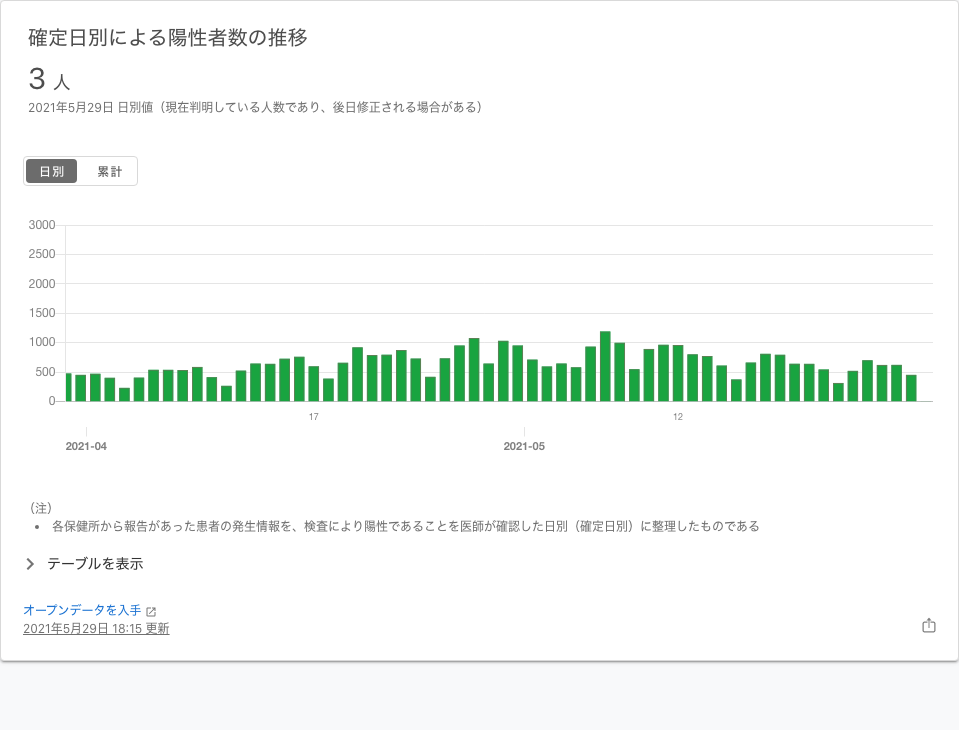 確定日別による陽性者数の推移
3 人
2021年5月29日 日別値（現在判明している人数であり、後日修正される場合がある）
日別 累計
3000
2500
2000
1500
1000
500
0
17 12
2021-04 2021-05
（注）
• 各保健所から報告があった患者の発生情報を、検査により陽性であることを医師が確認した日別（確定日別）に整理したものである
テーブルを表示
オープンデータを入手
2021年5月29日 18:15 更新